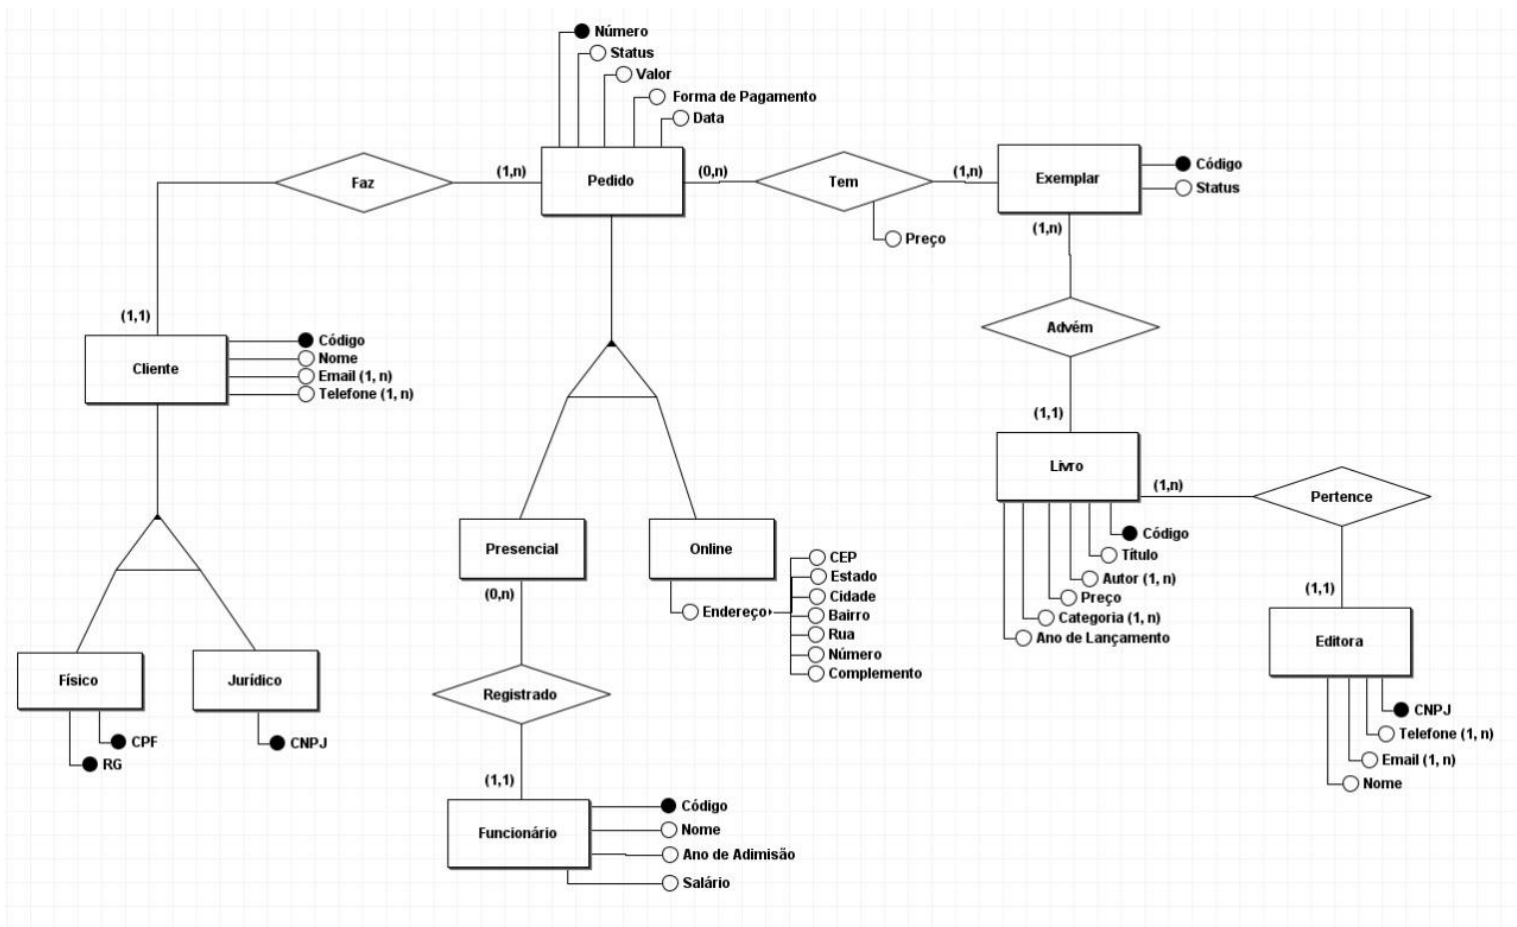 Número
Status
Valor
Forma de Pagamento
Data
Faz
(1,n)
Pedido
(0,n)
Tem
(1,n)
Exemplar
Código
Status
Preço
(1,n)
Advém
(1,1)
(1,1)
Cliente
Código
Nome
Email (1, n)
Telefone (1, n)
Livro
(1,n)
Pertence
Código
Título
Autor (1, n)
Preço
Categoria (1, n)
Ano de Lançamento
(1,1)
Editora
CNPJ
Telefone (1, n)
Email (1, n)
Nome
Presencial
Online
(0,n)
Endereço
CEP
Estado
Cidade
Bairro
Rua
Número
Complemento
Físico
Jurídico
CPF
RG
CNPJ
Registrado
(1,1)
Funcionário
Código
Nome
Ano de Adimisão
Salário